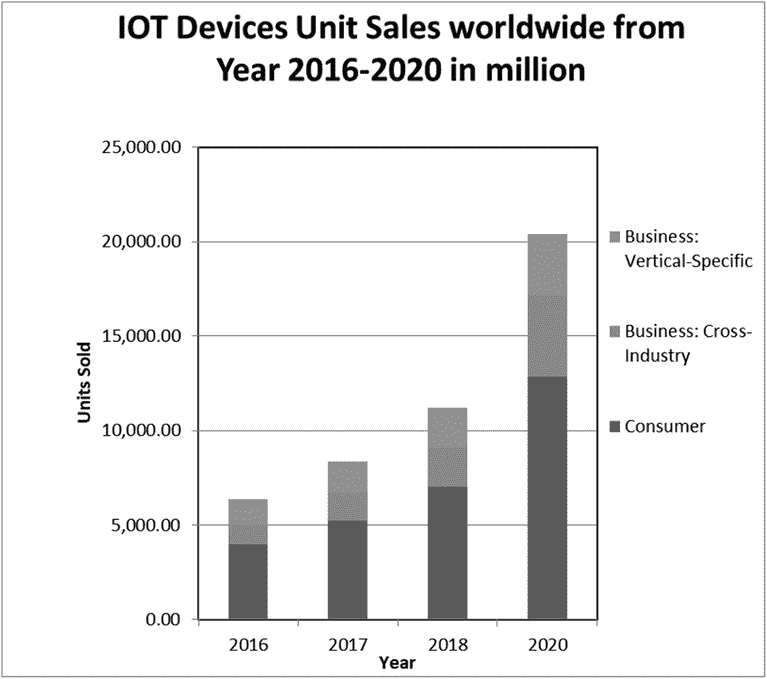 IOT Devices Unit Sales worldwide from
Year 2016-2020 in million
25,000.00
20,000.00
15,000.00
10,000.00
5,000.00
0.00
Units Sold
2016 2017 2018 2020
Year
Business:
Vertical-Specific
Business: Cross-
Industry
Consumer